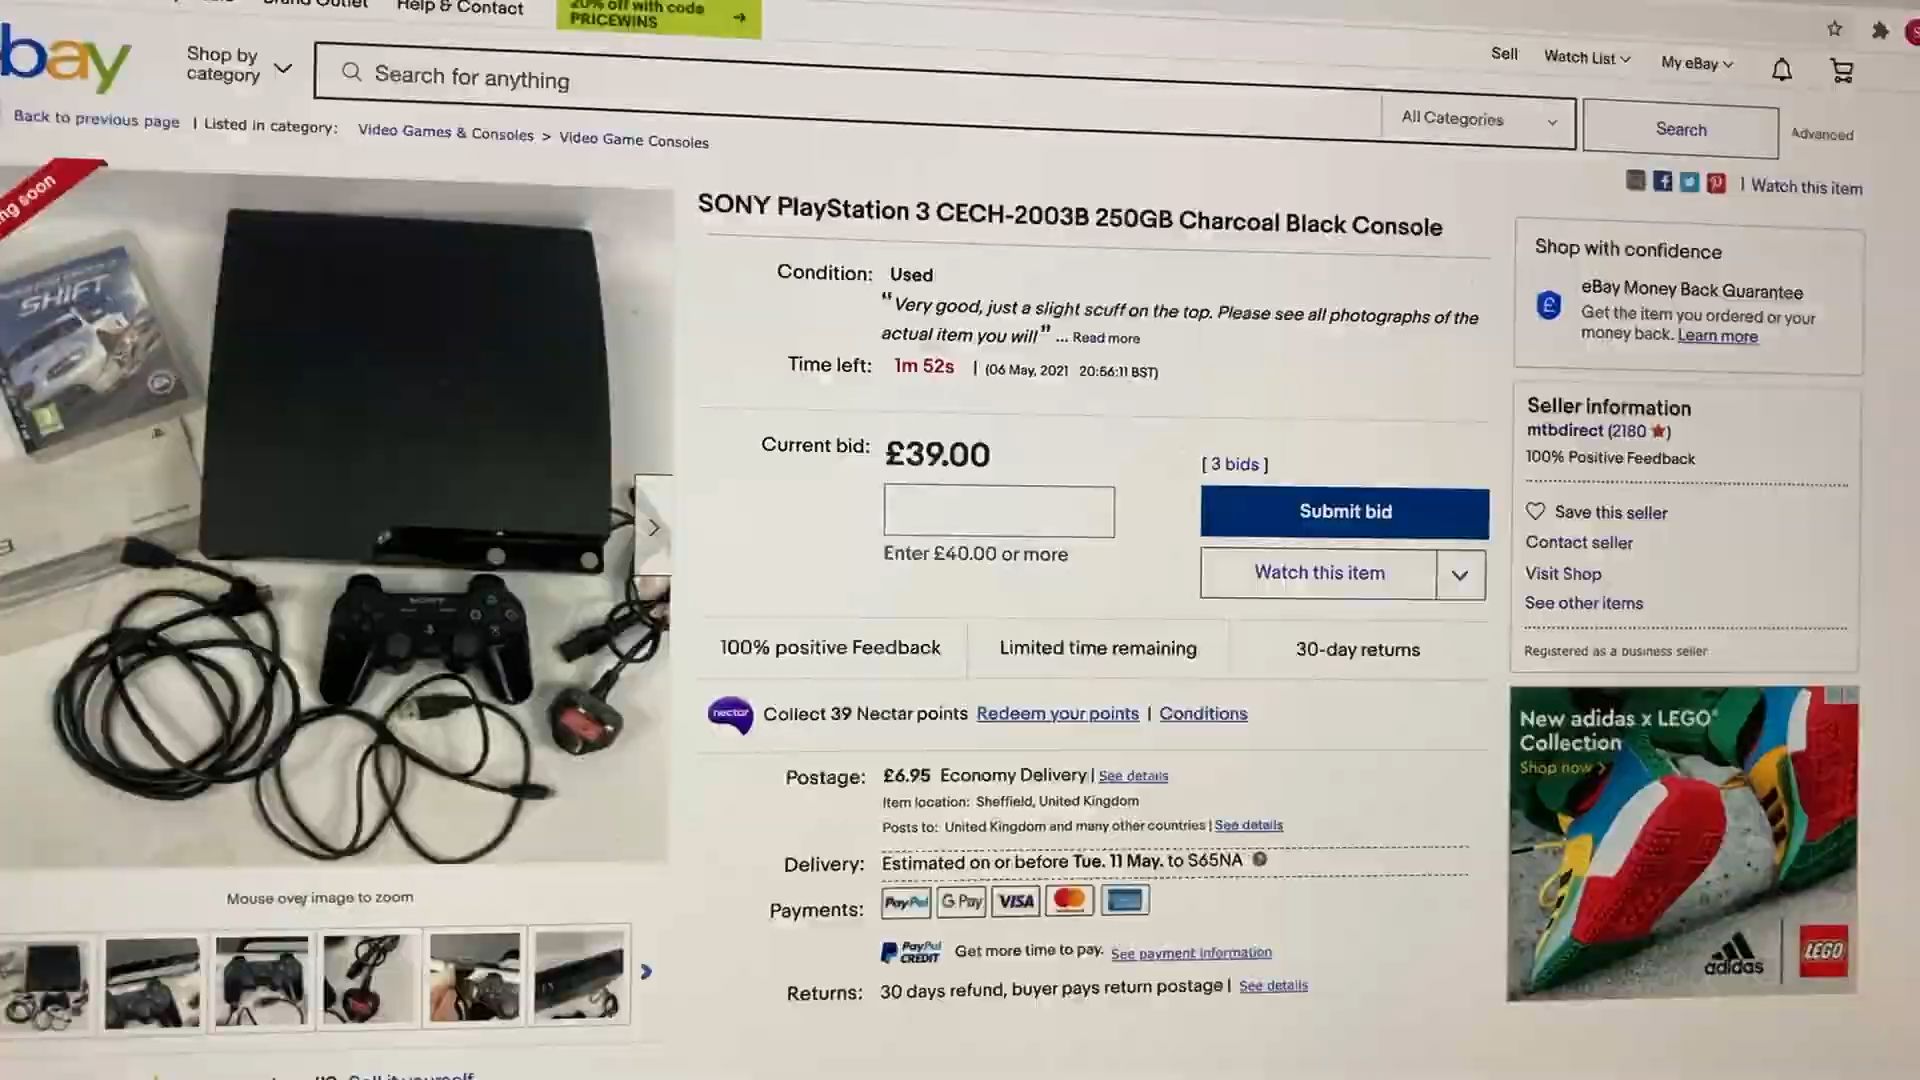 Help & Contact
20% off with code
PRICEWINS
bay
Shop by
category
Search for anything
All Categories
Search
Advanced
Sell
Watch List
My eBay
Back to previous page | Listed in category: Video Games & Consoles > Video Game Consoles
soon
SHIFT
SONY PlayStation 3 CECH-2003B 250GB Charcoal Black Console
| Watch this item
Condition: Used
"Very good, just a slight scuff on the top. Please see all photographs of the
actual item you will" ... Read more
Time left: 1m 52s | (06 May, 2021 20:56:11 BST)
Current bid: £39.00
[ 3 bids ]
Submit bid
Enter £40.00 or more
Watch this item
100% positive Feedback
Limited time remaining
30-day returns
nectar
Collect 39 Nectar points Redeem your points | Conditions
Postage: £6.95 Economy Delivery | See details
Item location: Sheffield, United Kingdom
Posts to: United Kingdom and many other countries | See details
Delivery: Estimated on or before Tue. 11 May. to S65NA
Payments: PayPal G Pay VISA
PayPal
CREDIT
Get more time to pay. See payment information
Returns: 30 days refund, buyer pays return postage | See details
Shop with confidence
eBay Money Back Guarantee
Get the item you ordered or your
money back. Learn more
Seller information
mtbdirect (2180 ★)
100% Positive Feedback
Save this seller
Contact seller
Visit Shop
See other items
Registered as a business seller
New adidas x LEGO®
Collection
Shop now >
adidas
LEGO
SONY
Mouse over image to zoom